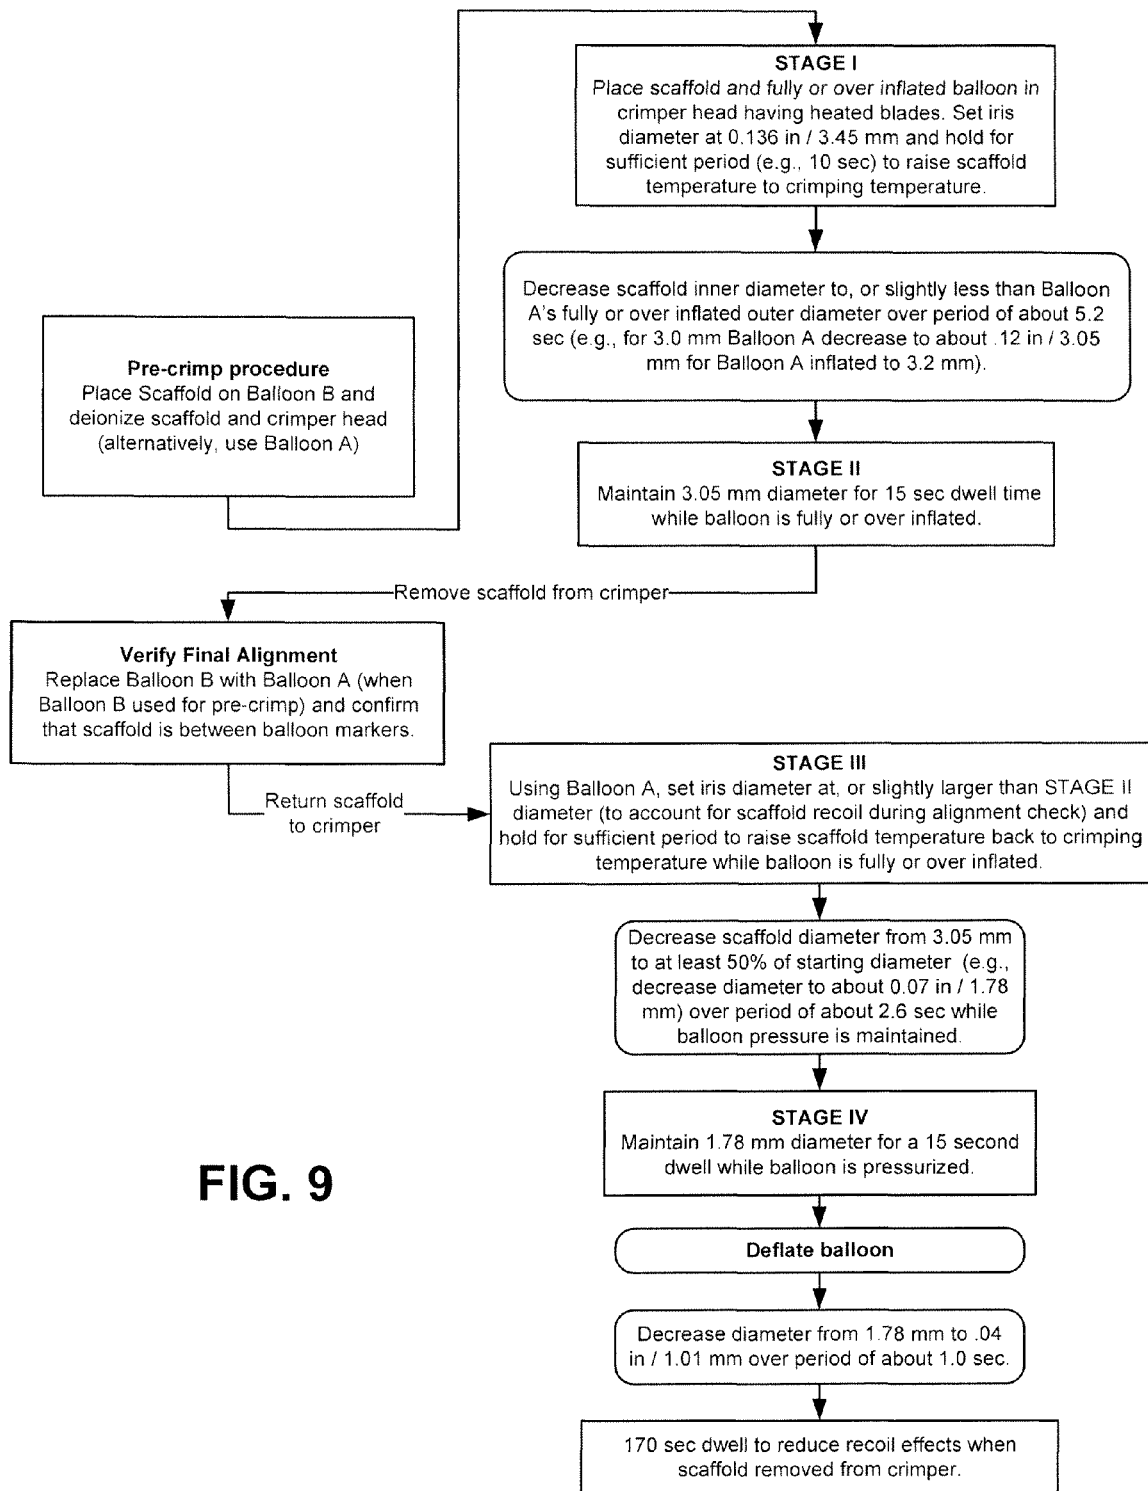 STAGE I
Place scaffold and fully or over inflated balloon in
crimper head having heated blades. Set iris
diameter at 0.136 in / 3.45 mm and hold for
sufficient period (e.g., 10 sec) to raise scaffold
temperature to crimping temperature.
Decrease scaffold inner diameter to, or slightly less than Balloon
A's fully or over inflated outer diameter over period of about 5.2
sec (e.g., for 3.0 mm Balloon A decrease to about .12 in / 3.05
mm for Balloon A inflated to 3.2 mm).
Pre-crimp procedure
Place Scaffold on Balloon B and
deionize scaffold and crimper head
(alternatively, use Balloon A)
STAGE II
Maintain 3.05 mm diameter for 15 sec dwell time
while balloon is fully or over inflated.
Remove scaffold from crimper
Verify Final Alignment
Replace Balloon B with Balloon A (when
Balloon B used for pre-crimp) and confirm
that scaffold is between balloon markers.
Return scaffold
to crimper
STAGE III
Using Balloon A, set iris diameter at, or slightly larger than STAGE II
diameter (to account for scaffold recoil during alignment check) and
hold for sufficient period to raise scaffold temperature back to crimping
temperature while balloon is fully or over inflated.
Decrease scaffold diameter from 3.05 mm
to at least 50% of starting diameter (e.g.,
decrease diameter to about 0.07 in / 1.78
mm) over period of about 2.6 sec while
balloon pressure is maintained.
STAGE IV
Maintain 1.78 mm diameter for a 15 second
dwell while balloon is pressurized.
FIG. 9
Deflate balloon
Decrease diameter from 1.78 mm to .04
in / 1.01 mm over period of about 1.0 sec.
170 sec dwell to reduce recoil effects when
scaffold removed from crimper.